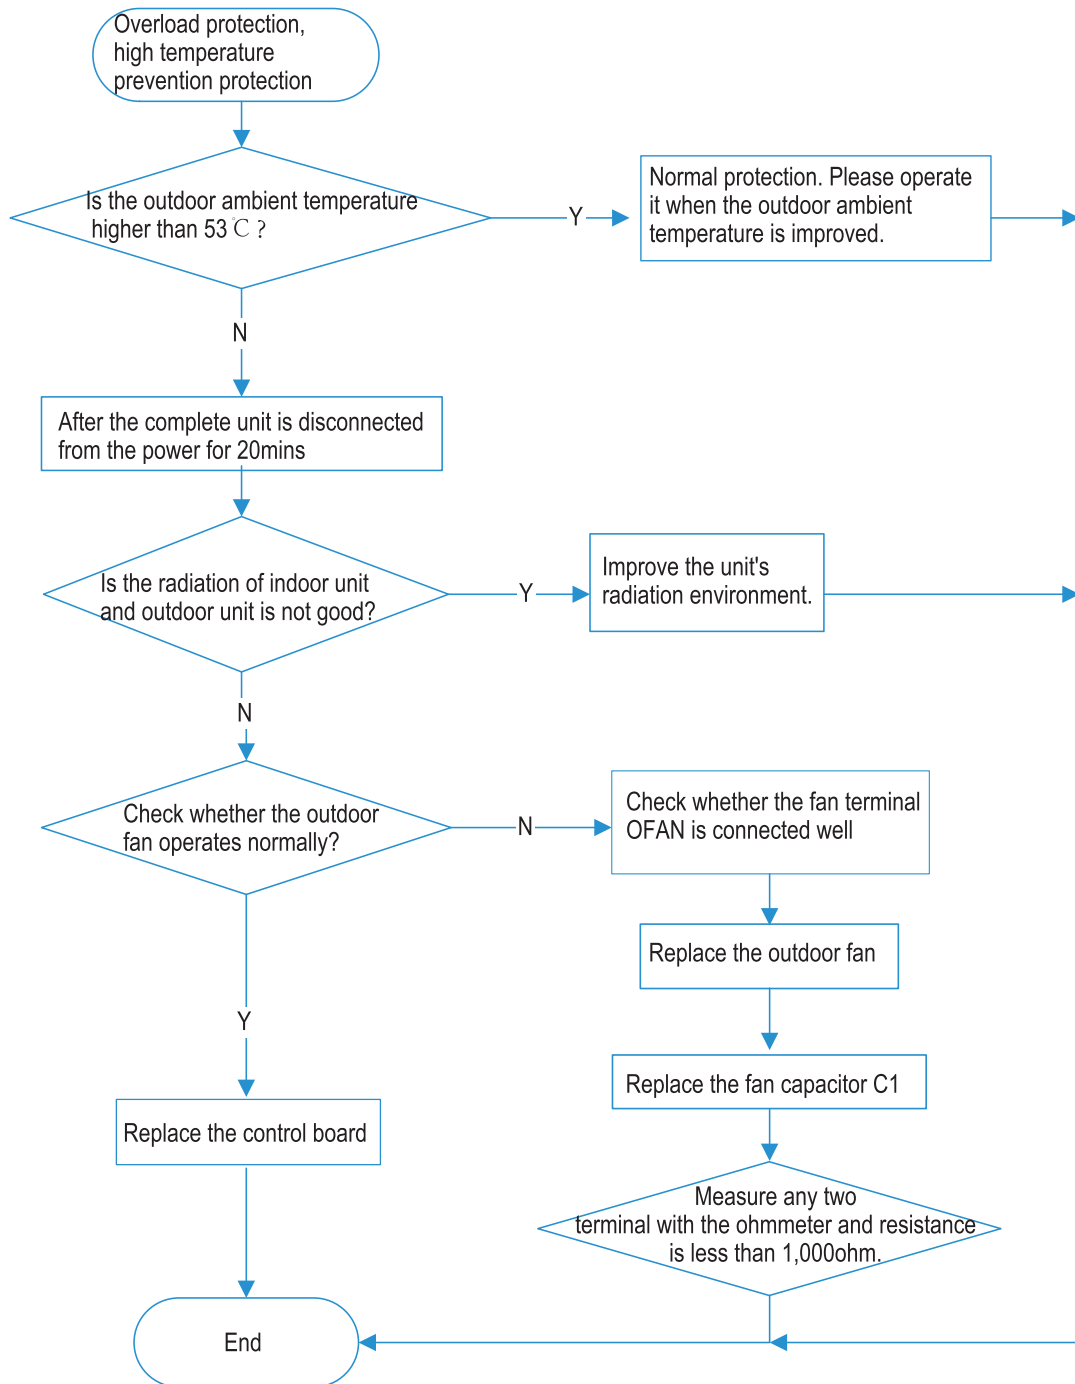 Overload protection,
high temperature
prevention protection
Is the outdoor ambient temperature
higher than 53℃ ?
Y
Normal protection. Please operate
it when the outdoor ambient
temperature is improved.
N
After the complete unit is disconnected
from the power for 20mins
Is the radiation of indoor unit
and outdoor unit is not good?
Y
Improve the unit's
radiation environment.
N
Check whether the outdoor
fan operates normally?
N
Check whether the fan terminal
OFAN is connected well
Replace the outdoor fan
Y
Replace the fan capacitor C1
Replace the control board
Measure any two
terminal with the ohmmeter and resistance
is less than 1,000ohm.
End